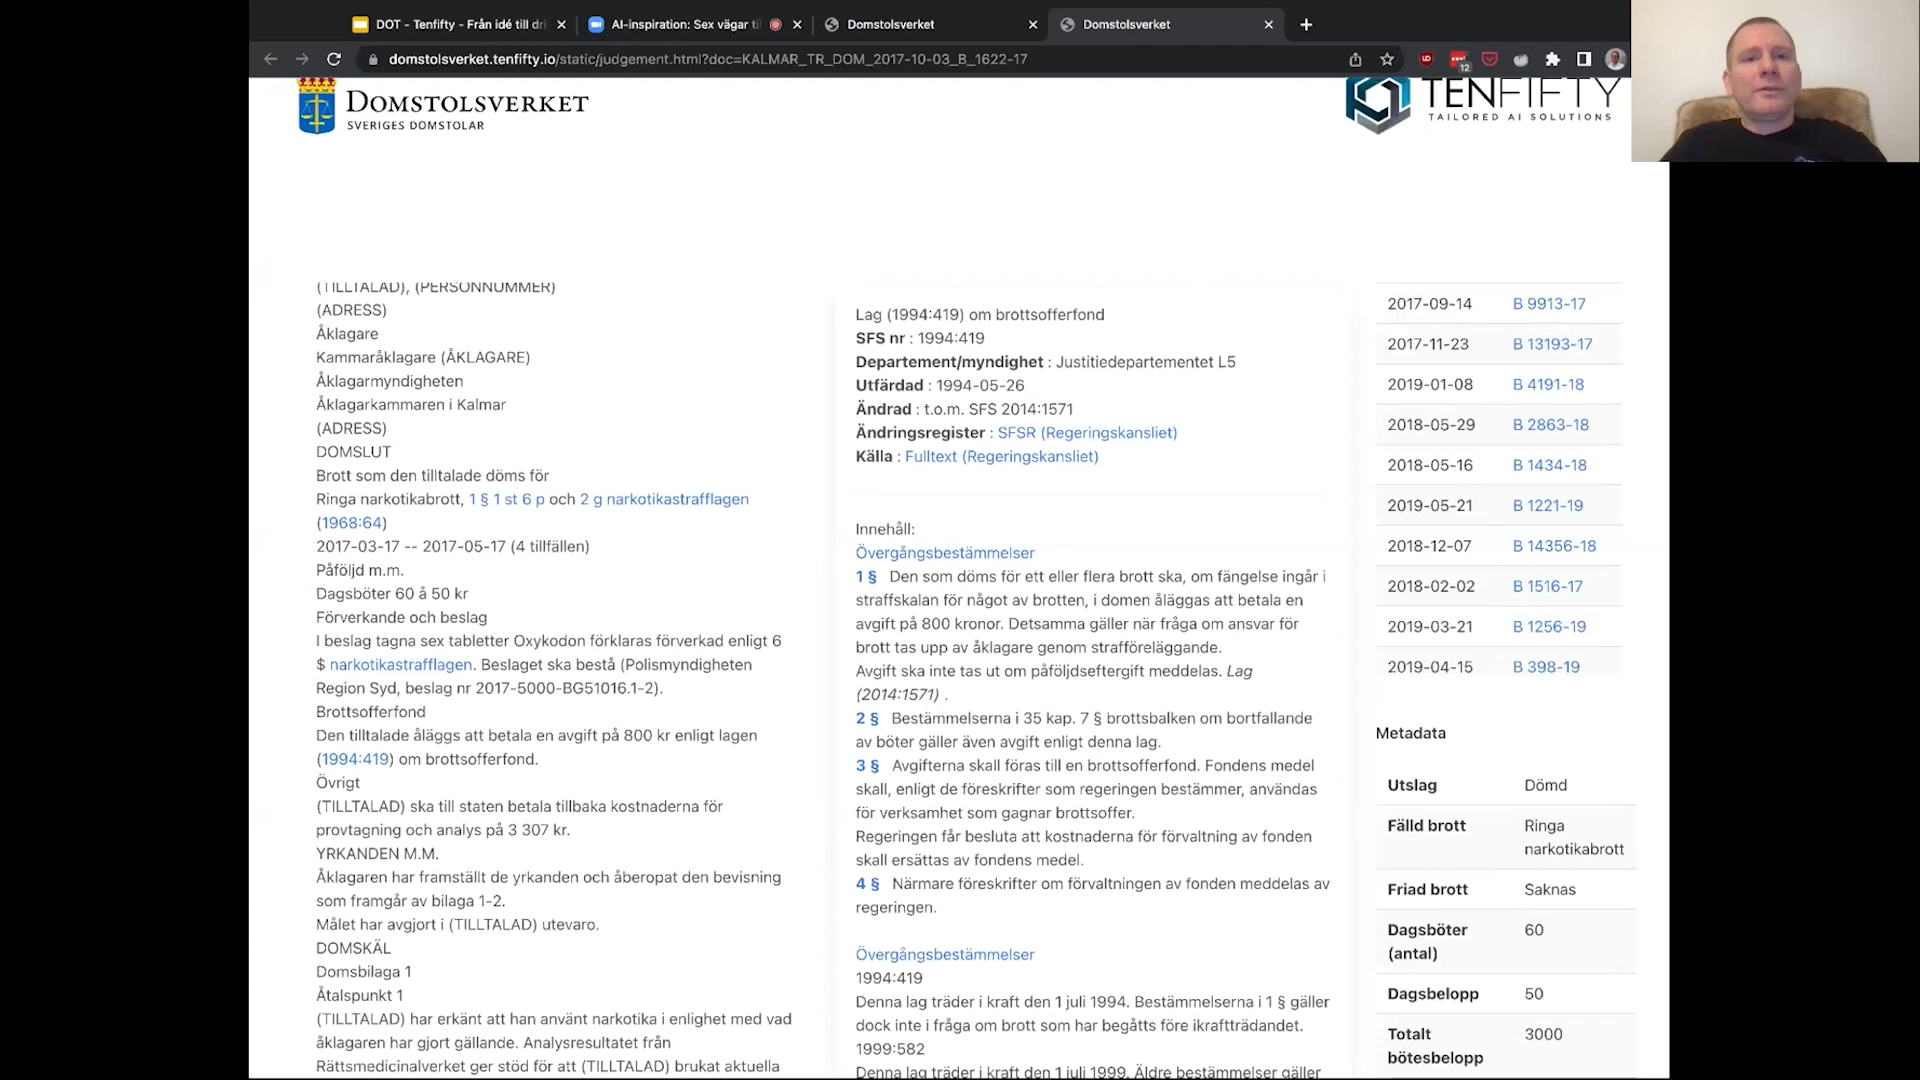 DOT - Tenfifty - Från idé till dri
AI-inspiration: Sex vägar ti
Domstolsverket
Domstolsverket
domstolsverket.tenfifty.io/static/judgement.html?doc=KALMAR_TR_DOM_2017-10-03_B_1622-17
12
DOMSTOLSVERKET
SVERIGES DOMSTOLAR
TENFIFTY
TAILORED AI SOLUTIONS
(TILLTALAD), (PERSONNUMMER)
(ADRESS)
Åklagare
Kammaråklagare (ÅKLAGARE)
Åklagarmyndigheten
Åklagarkammaren i Kalmar
(ADRESS)
DOMSLUT
Brott som den tilltalade döms för
Ringa narkotikabrott, 1 § 1 st 6 p och 2 g narkotikastrafflagen
(1968:64)
2017-03-17 -- 2017-05-17 (4 tillfällen)
Påföljd m.m.
Dagsböter 60 å 50 kr
Förverkande och beslag
I beslag tagna sex tabletter Oxykodon förklaras förverkad enligt 6
$ narkotikastrafflagen. Beslaget ska bestå (Polismyndigheten
Region Syd, beslag nr 2017-5000-BG51016.1-2).
Brottsofferfond
Den tilltalade åläggs att betala en avgift på 800 kr enligt lagen
(1994:419) om brottsofferfond.
Övrigt
(TILLTALAD) ska till staten betala tillbaka kostnaderna för
provtagning och analys på 3 307 kr.
YRKANDEN M.M.
Åklagaren har framställt de yrkanden och åberopat den bevisning
som framgår av bilaga 1-2.
Målet har avgjort i (TILLTALAD) utevaro.
DOMSKÄL
Domsbilaga 1
Åtalspunkt 1
(TILLTALAD) har erkänt att han använt narkotika i enlighet med vad
åklagaren har gjort gällande. Analysresultatet från
Rättsmedicinalverket ger stöd för att (TILLTALAD) brukat aktuella
Lag (1994:419) om brottsofferfond
SFS nr : 1994:419
Departement/myndighet : Justitiedepartementet L5
Utfärdad : 1994-05-26
Ändrad : t.o.m. SFS 2014:1571
Ändringsregister : SFSR (Regeringskansliet)
Källa : Fulltext (Regeringskansliet)
Innehåll:
Övergångsbestämmelser
1 § Den som döms för ett eller flera brott ska, om fängelse ingår i
straffskalan för något av brotten, i domen åläggas att betala en
avgift på 800 kronor. Detsamma gäller när fråga om ansvar för
brott tas upp av åklagare genom strafföreläggande.
Avgift ska inte tas ut om påföljdseftergift meddelas. Lag
(2014:1571) .
2 § Bestämmelserna i 35 kap. 7 § brottsbalken om bortfallande
av böter gäller även avgift enligt denna lag.
3 § Avgifterna skall föras till en brottsofferfond. Fondens medel
skall, enligt de föreskrifter som regeringen bestämmer, användas
för verksamhet som gagnar brottsoffer.
Regeringen får besluta att kostnaderna för förvaltning av fonden
skall ersättas av fondens medel.
4 § Närmare föreskrifter om förvaltningen av fonden meddelas av
regeringen.
Övergångsbestämmelser
1994:419
Denna lag träder i kraft den 1 juli 1994. Bestämmelserna i 1 § gäller
dock inte i fråga om brott som har begåtts före ikraftträdandet.
1999:582
Denna lag träder i kraft den 1 juli 1999. Äldre bestämmelser gäller
2017-09-14 B 9913-17
2017-11-23 B 13193-17
2019-01-08 B 4191-18
2018-05-29 B 2863-18
2018-05-16 B 1434-18
2019-05-21 B 1221-19
2018-12-07 B 14356-18
2018-02-02 B 1516-17
2019-03-21 B 1256-19
2019-04-15 B 398-19
Metadata
Utslag Dömd
Fälld brott Ringa
narkotikabrott
Friad brott Saknas
Dagsböter 60
(antal)
Dagsbelopp 50
Totalt 3000
bötesbelopp